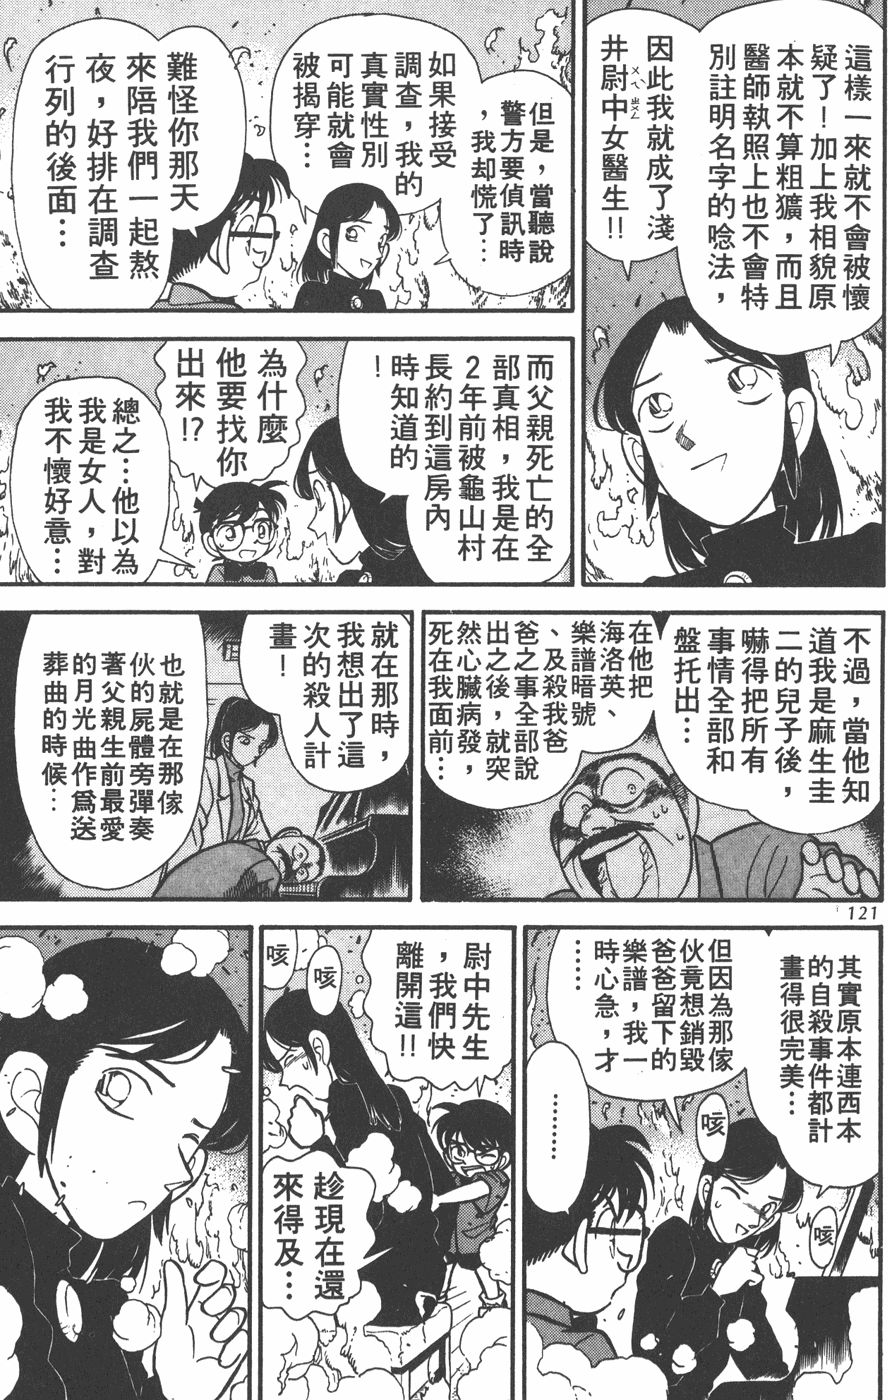 這樣一來就不會被懷
疑了！加上我相貌原
本就不算粗獷，而且
醫師執照上也不會特
別註明名字的唸法，
因此我就成了淺
井尉中女醫生!!
ㄨㄟˋ ㄓㄨㄥ
但是，當聽說
警方要偵訊時
，我却慌了…
如果接受
調查，我的
真實性別
可能就會
被揭穿…
難怪你那天
來陪我們一起熬
夜，好排在調查
行列的後面…
而父親死亡的全
部真相，我是在
2年前被龜山村
長約到這房內
時知道的
！
為什麼
他要找你
出來!?
總之…他以為
我是女人，對
我不懷好意…
不過，當他知
道我是麻生圭
二的兒子後，
嚇得把所有
事情全部和
盤托出…
在他把
海洛英、
樂譜暗號
、及殺我爸
爸之事全部說
出之後，就突
然心臟病發，
死在我面前…
就在那時，
我想出了這
次的殺人計
畫！
也就是在那傢
伙的屍體旁彈奏
著父親生前最愛
的月光曲作爲送
葬曲的時候…
121
其實原本連西本
的自殺事件都計
畫得很完美…
但因為那傢
伙竟想銷毀
爸爸留下的
樂譜，我一
時心急，才
……
咳
咳
………
尉中先生
，我們快
離開這!!
咳
咳
趁現在還
來得及…